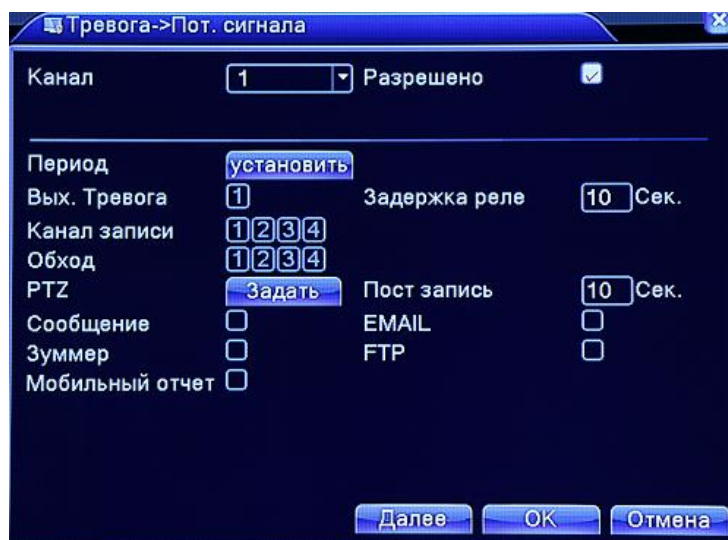 Тревога->Пот. сигнала
Канал 1 Разрешено
Период установить
Вых. Тревога 1 Задержка реле 10 Сек.
Канал записи 1 2 3 4
Обход 1 2 3 4
PTZ Задать Пост запись 10 Сек.
Сообщение EMAIL
Зуммер FTP
Мобильный отчет
Далее OK Отмена